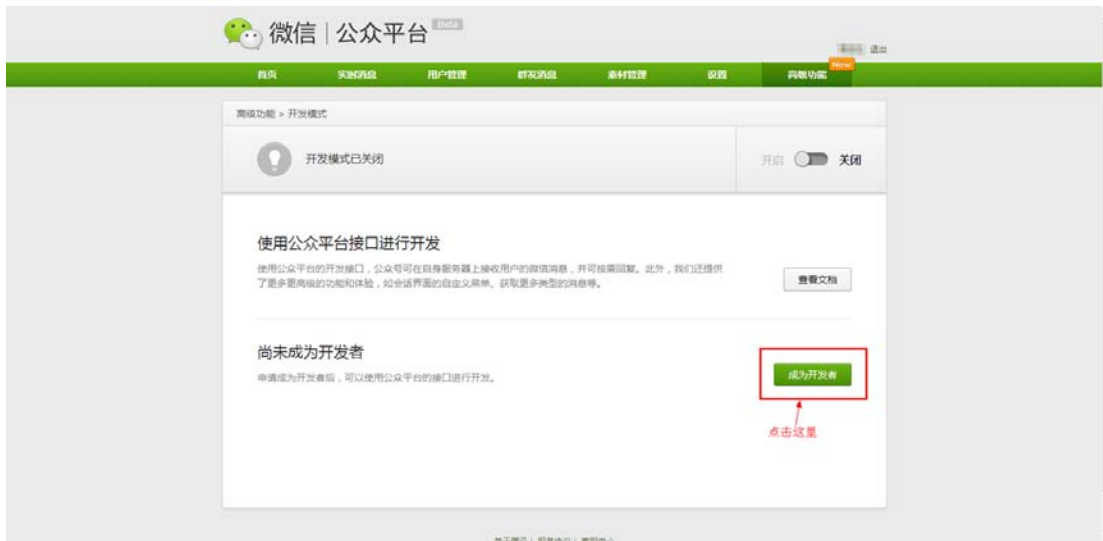 微信 | 公众平台 Beta
退出
首页 实时消息 用户管理 群发消息 素材管理 设置 高级功能 New
高级功能 > 开发模式
开发模式已关闭
开启 关闭
使用公众平台接口进行开发
使用公众平台的开发接口，公众号可在自身服务器上接收用户的微信消息，并可按需回复。此外，我们还提供
了更多更高级的功能和体验，如会话界面的自定义菜单、获取更多类型的消息等。
查看文档
尚未成为开发者
申请成为开发者后，可以使用公众平台的接口进行开发。
成为开发者
点击这里